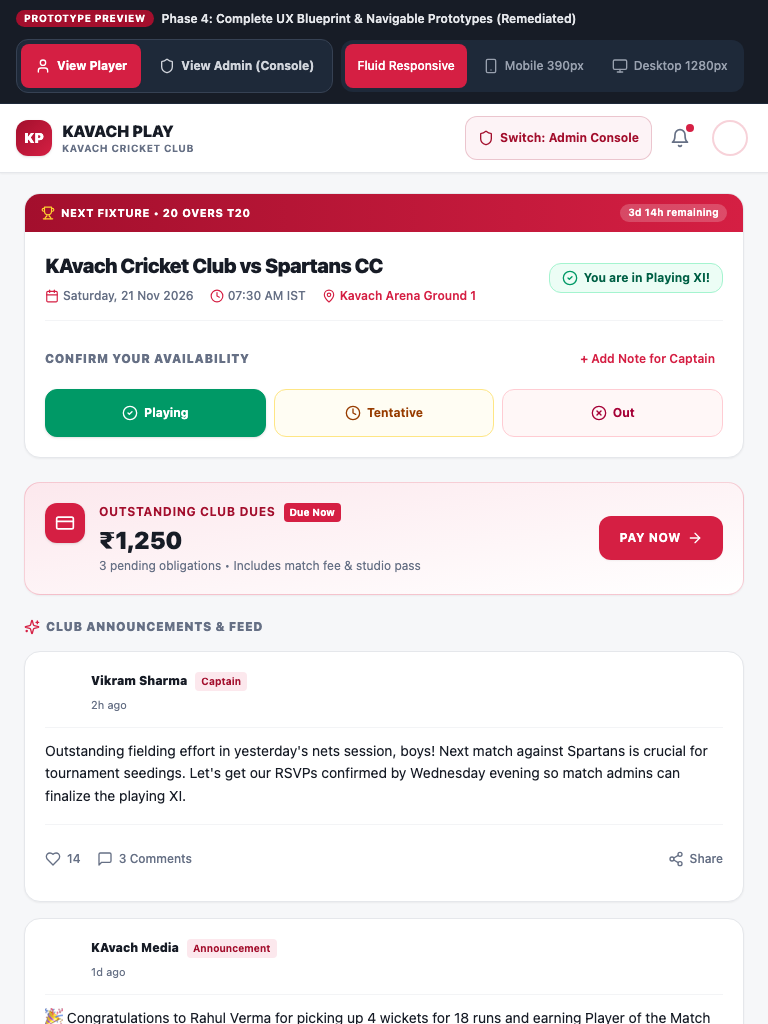 PROTOTYPE PREVIEW Phase 4: Complete UX Blueprint & Navigable Prototypes (Remediated)
View Player View Admin (Console) Fluid Responsive Mobile 390px Desktop 1280px
KP KAVACH PLAY
KAVACH CRICKET CLUB
Switch: Admin Console
NEXT FIXTURE • 20 OVERS T20 3d 14h remaining
KAvach Cricket Club vs Spartans CC
You are in Playing XI!
Saturday, 21 Nov 2026 07:30 AM IST Kavach Arena Ground 1
CONFIRM YOUR AVAILABILITY + Add Note for Captain
Playing Tentative Out
OUTSTANDING CLUB DUES Due Now
₹1,250
3 pending obligations • Includes match fee & studio pass
PAY NOW →
CLUB ANNOUNCEMENTS & FEED
Vikram Sharma Captain
2h ago
Outstanding fielding effort in yesterday's nets session, boys! Next match against Spartans is crucial for
tournament seedings. Let's get our RSVPs confirmed by Wednesday evening so match admins can
finalize the playing XI.
14 3 Comments Share
KAvach Media Announcement
1d ago
🎉 Congratulations to Rahul Verma for picking up 4 wickets for 18 runs and earning Player of the Match